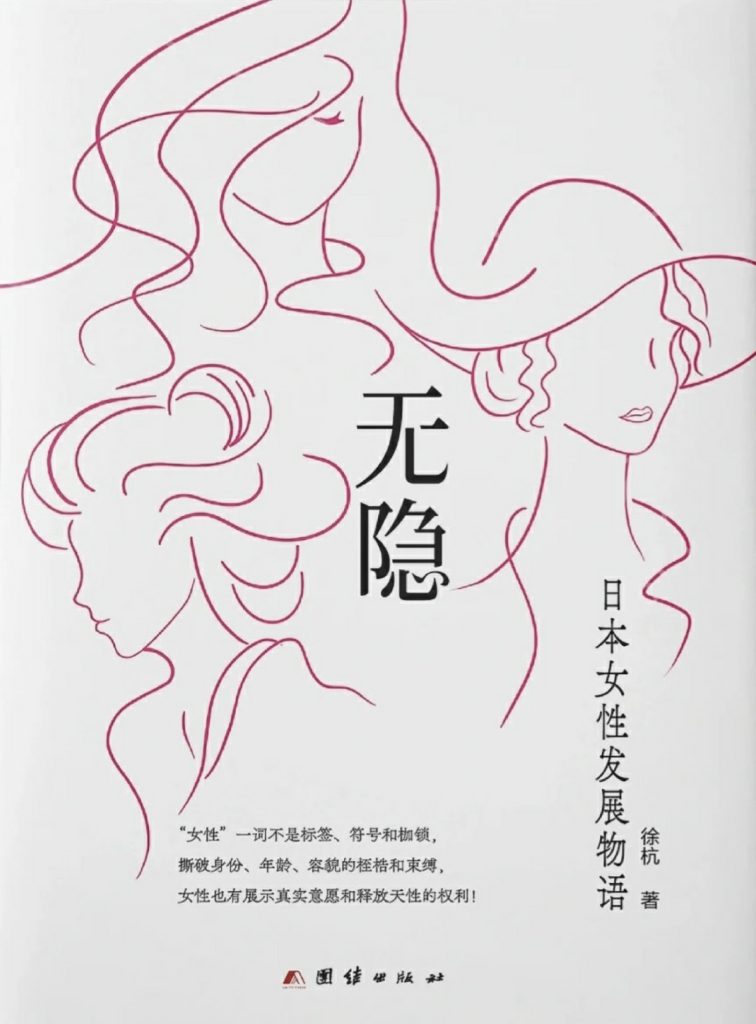 无隐
日本女性发展物语
徐杭 著
“女性”一词不是标签、符号和枷锁，
撕破身份、年龄、容貌的桎梏和束缚，
女性也有展示真实意愿和释放天性的权利！
团结出版社